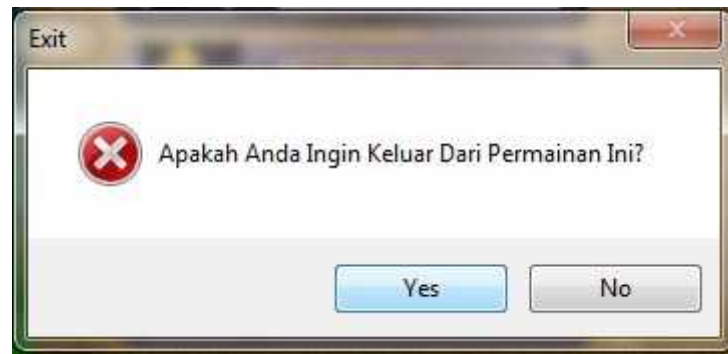 Exit
Apakah Anda Ingin Keluar Dari Permainan Ini?
Yes No